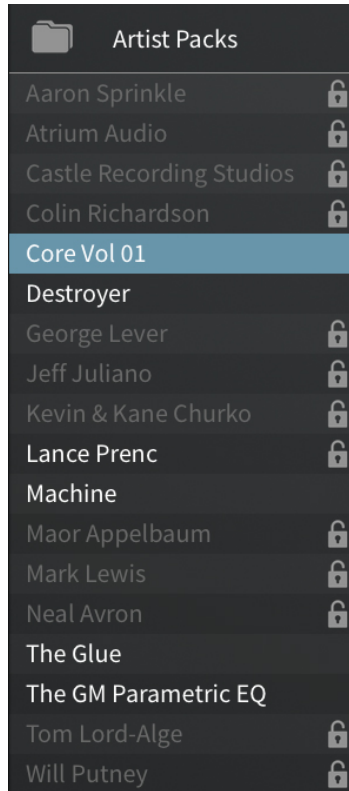 Artist Packs
Aaron Sprinkle
Atrium Audio
Castle Recording Studios
Colin Richardson
Core Vol 01
Destroyer
George Lever
Jeff Juliano
Kevin & Kane Churko
Lance Prenc
Machine
Maor Appelbaum
Mark Lewis
Neal Avron
The Glue
The GM Parametric EQ
Tom Lord-Alge
Will Putney